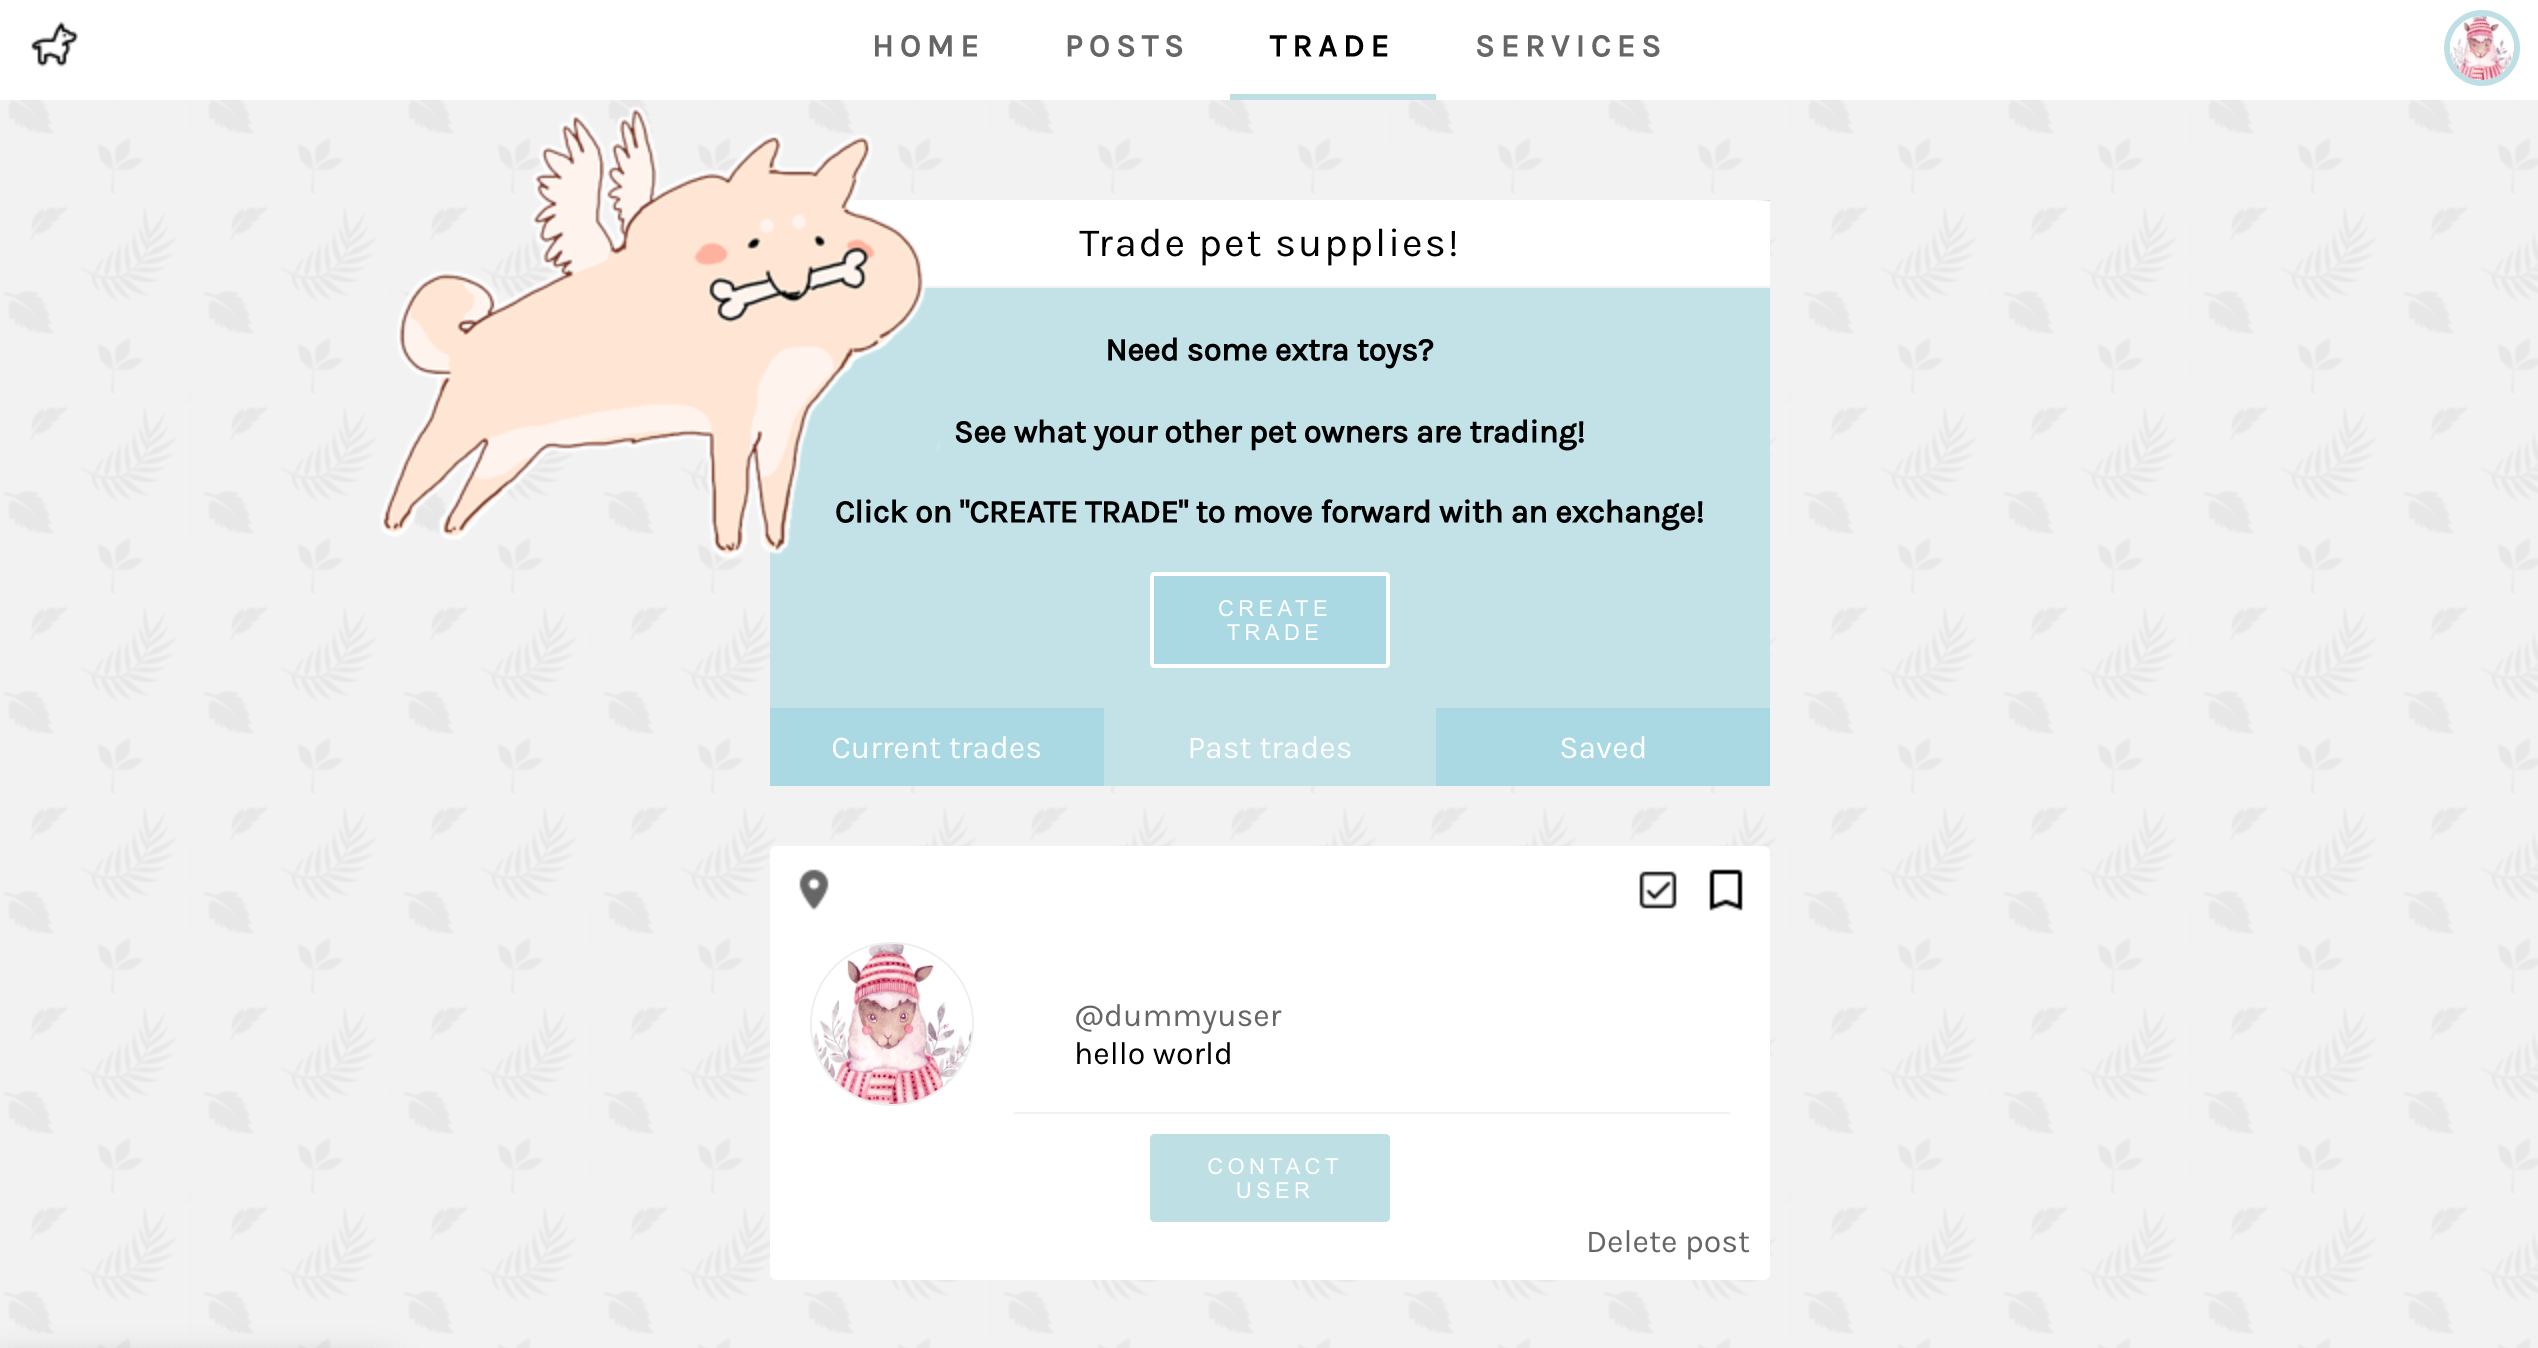 HOME POSTS TRADE SERVICES
Trade pet supplies!
Need some extra toys?
See what your other pet owners are trading!
Click on "CREATE TRADE" to move forward with an exchange!
CREATE
TRADE
Current trades Past trades Saved
@dummyuser
hello world
CONTACT
USER
Delete post